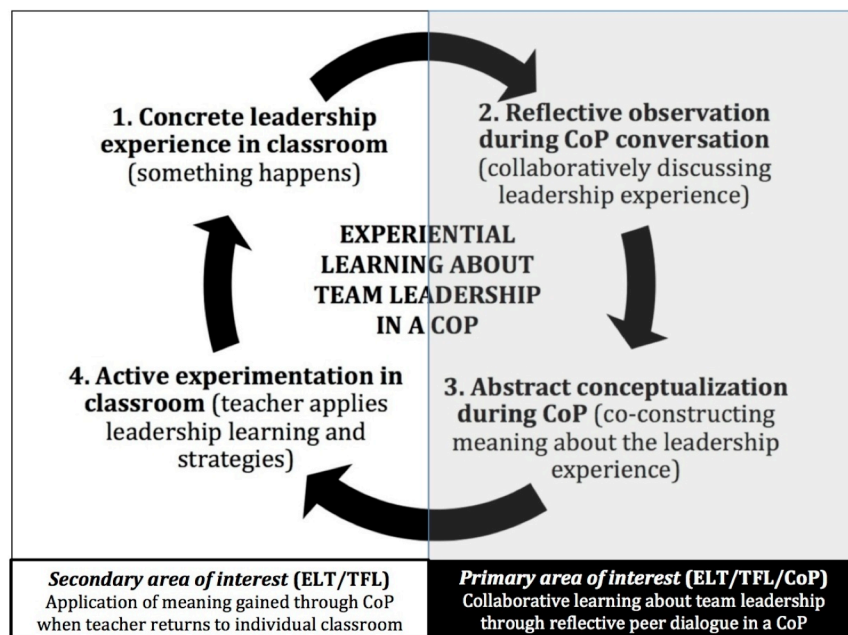 1. Concrete leadership
experience in classroom
(something happens)
2. Reflective observation
during CoP conversation
(collaboratively discussing
leadership experience)
EXPERIENTIAL
LEARNING ABOUT
TEAM LEADERSHIP
IN A COP
3. Abstract conceptualization
during CoP (co-constructing
meaning about the leadership
experience)
4. Active experimentation in
classroom (teacher applies
leadership learning and
strategies)
Secondary area of interest (ELT/TFL)
Application of meaning gained through CoP
when teacher returns to individual classroom
Primary area of interest (ELT/TFL/CoP)
Collaborative learning about team leadership
through reflective peer dialogue in a CoP